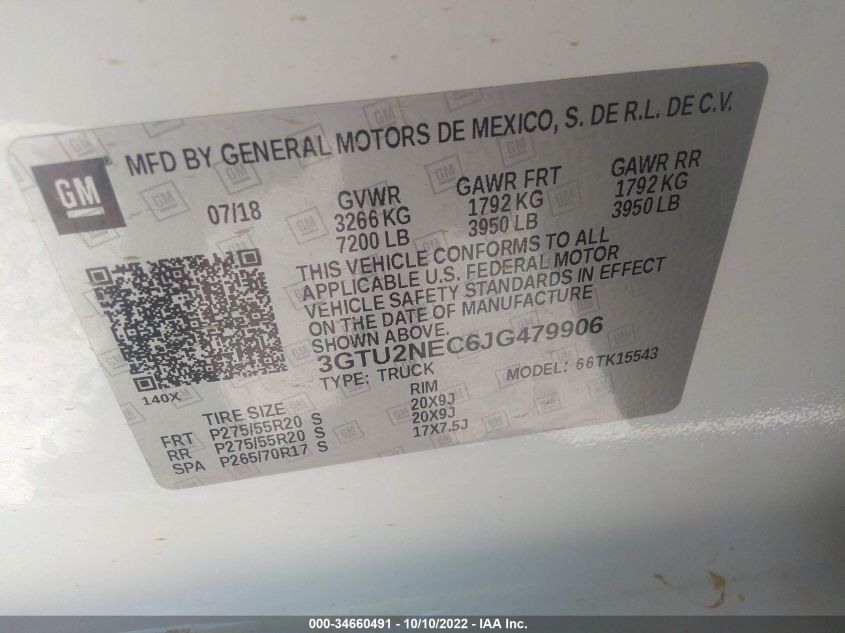 GM
MFD BY GENERAL MOTORS DE MEXICO, S. DE R.L. DE C.V.
07/18
GVWR
3266 KG
7200 LB
GAWR FRT
1792 KG
3950 LB
GAWR RR
1792 KG
3950 LB
THIS VEHICLE CONFORMS TO ALL
APPLICABLE U.S. FEDERAL MOTOR
VEHICLE SAFETY STANDARDS IN EFFECT
ON THE DATE OF MANUFACTURE
SHOWN ABOVE.
3GTU2NEC6JG479906
TYPE: TRUCK
MODEL: 66TK15543
140X
TIRE SIZE RIM
FRT P275/55R20 S 20X9J
RR P275/55R20 S 20X9J
SPA P265/70R17 S 17X7.5J
000-34660491 - 10/10/2022 - IAA Inc.